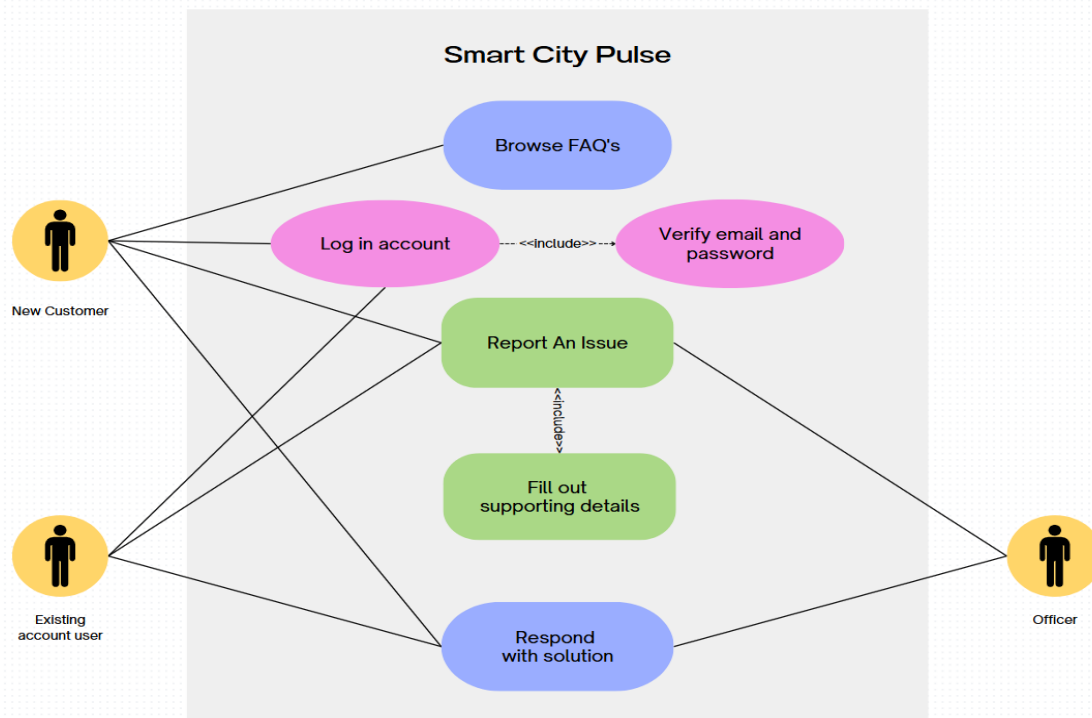 Smart City Pulse
Browse FAQ's
Log in account
<<include>>
Verify email and
password
New Customer
Report An Issue
<<include>>
Fill out
supporting details
Existing
account user
Officer
Respond
with solution